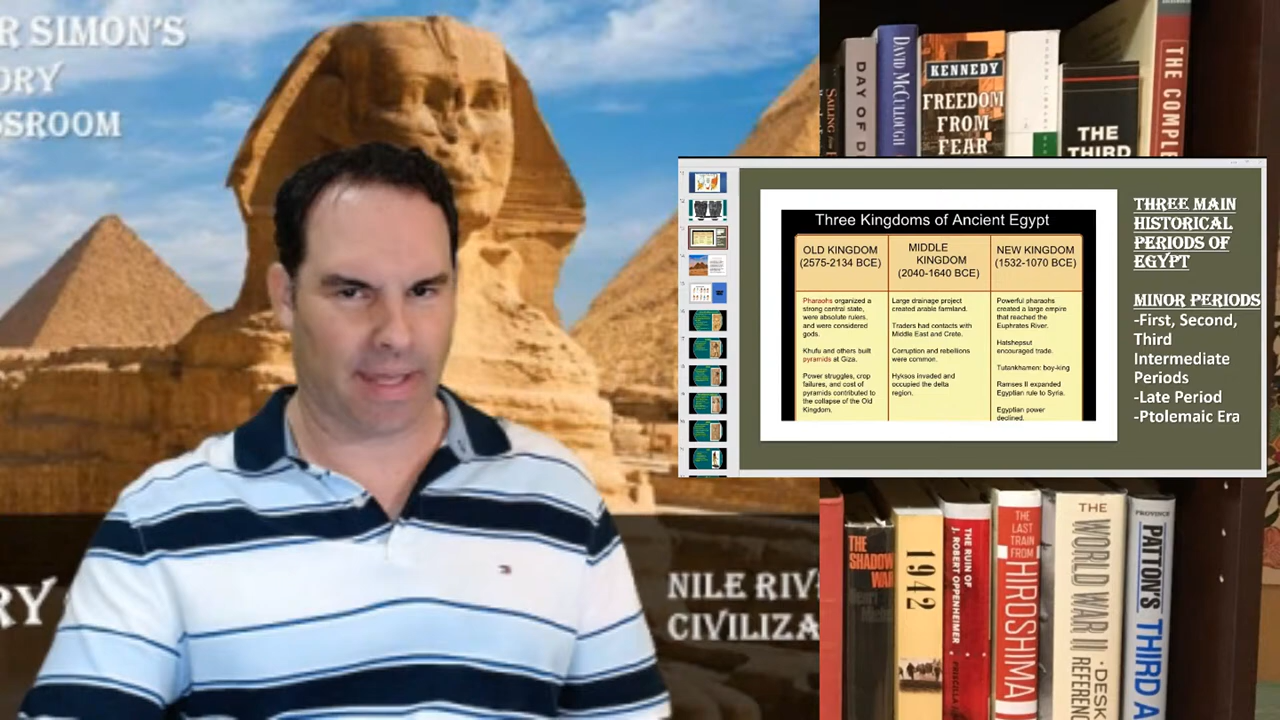 R SIMON'S
ORY
SSROOM
RY
NILE RIV
CIVILIZA
DAY OF D
DAVID McCULLOUGH
KENNEDY
FREEDOM
FROM
FEAR
THE
THIRD
THE COMPLE
Three Kingdoms of Ancient Egypt
OLD KINGDOM
(2575-2134 BCE)
Pharaohs organized a
strong central state,
were absolute rulers,
and were considered
gods.
Khufu and others built
pyramids at Giza.
Power struggles, crop
failures, and cost of
pyramids contributed to
the collapse of the Old
Kingdom.
MIDDLE
KINGDOM
(2040-1640 BCE)
Large drainage project
created arable farmland.
Traders had contacts with
Middle East and Crete.
Corruption and rebellions
were common.
Hyksos invaded and
occupied the delta
region.
NEW KINGDOM
(1532-1070 BCE)
Powerful pharaohs
created a large empire
that reached the
Euphrates River.
Hatshepsut
encouraged trade.
Tutankhamen: boy-king
Ramses II expanded
Egyptian rule to Syria.
Egyptian power
declined.
THREE MAIN
HISTORICAL
PERIODS OF
EGYPT
MINOR PERIODS
-First, Second,
Third
Intermediate
Periods
-Late Period
-Ptolemaic Era
THE
SHADOW
WAR
1942
THE RUIN OF
J. ROBERT OPPENHEIMER
THE
LAST
TRAIN
FROM
HIROSHIMA
THE
WORLD WAR II
DESK
REFERENC
PROVINCE
PATTON'S THIRD A